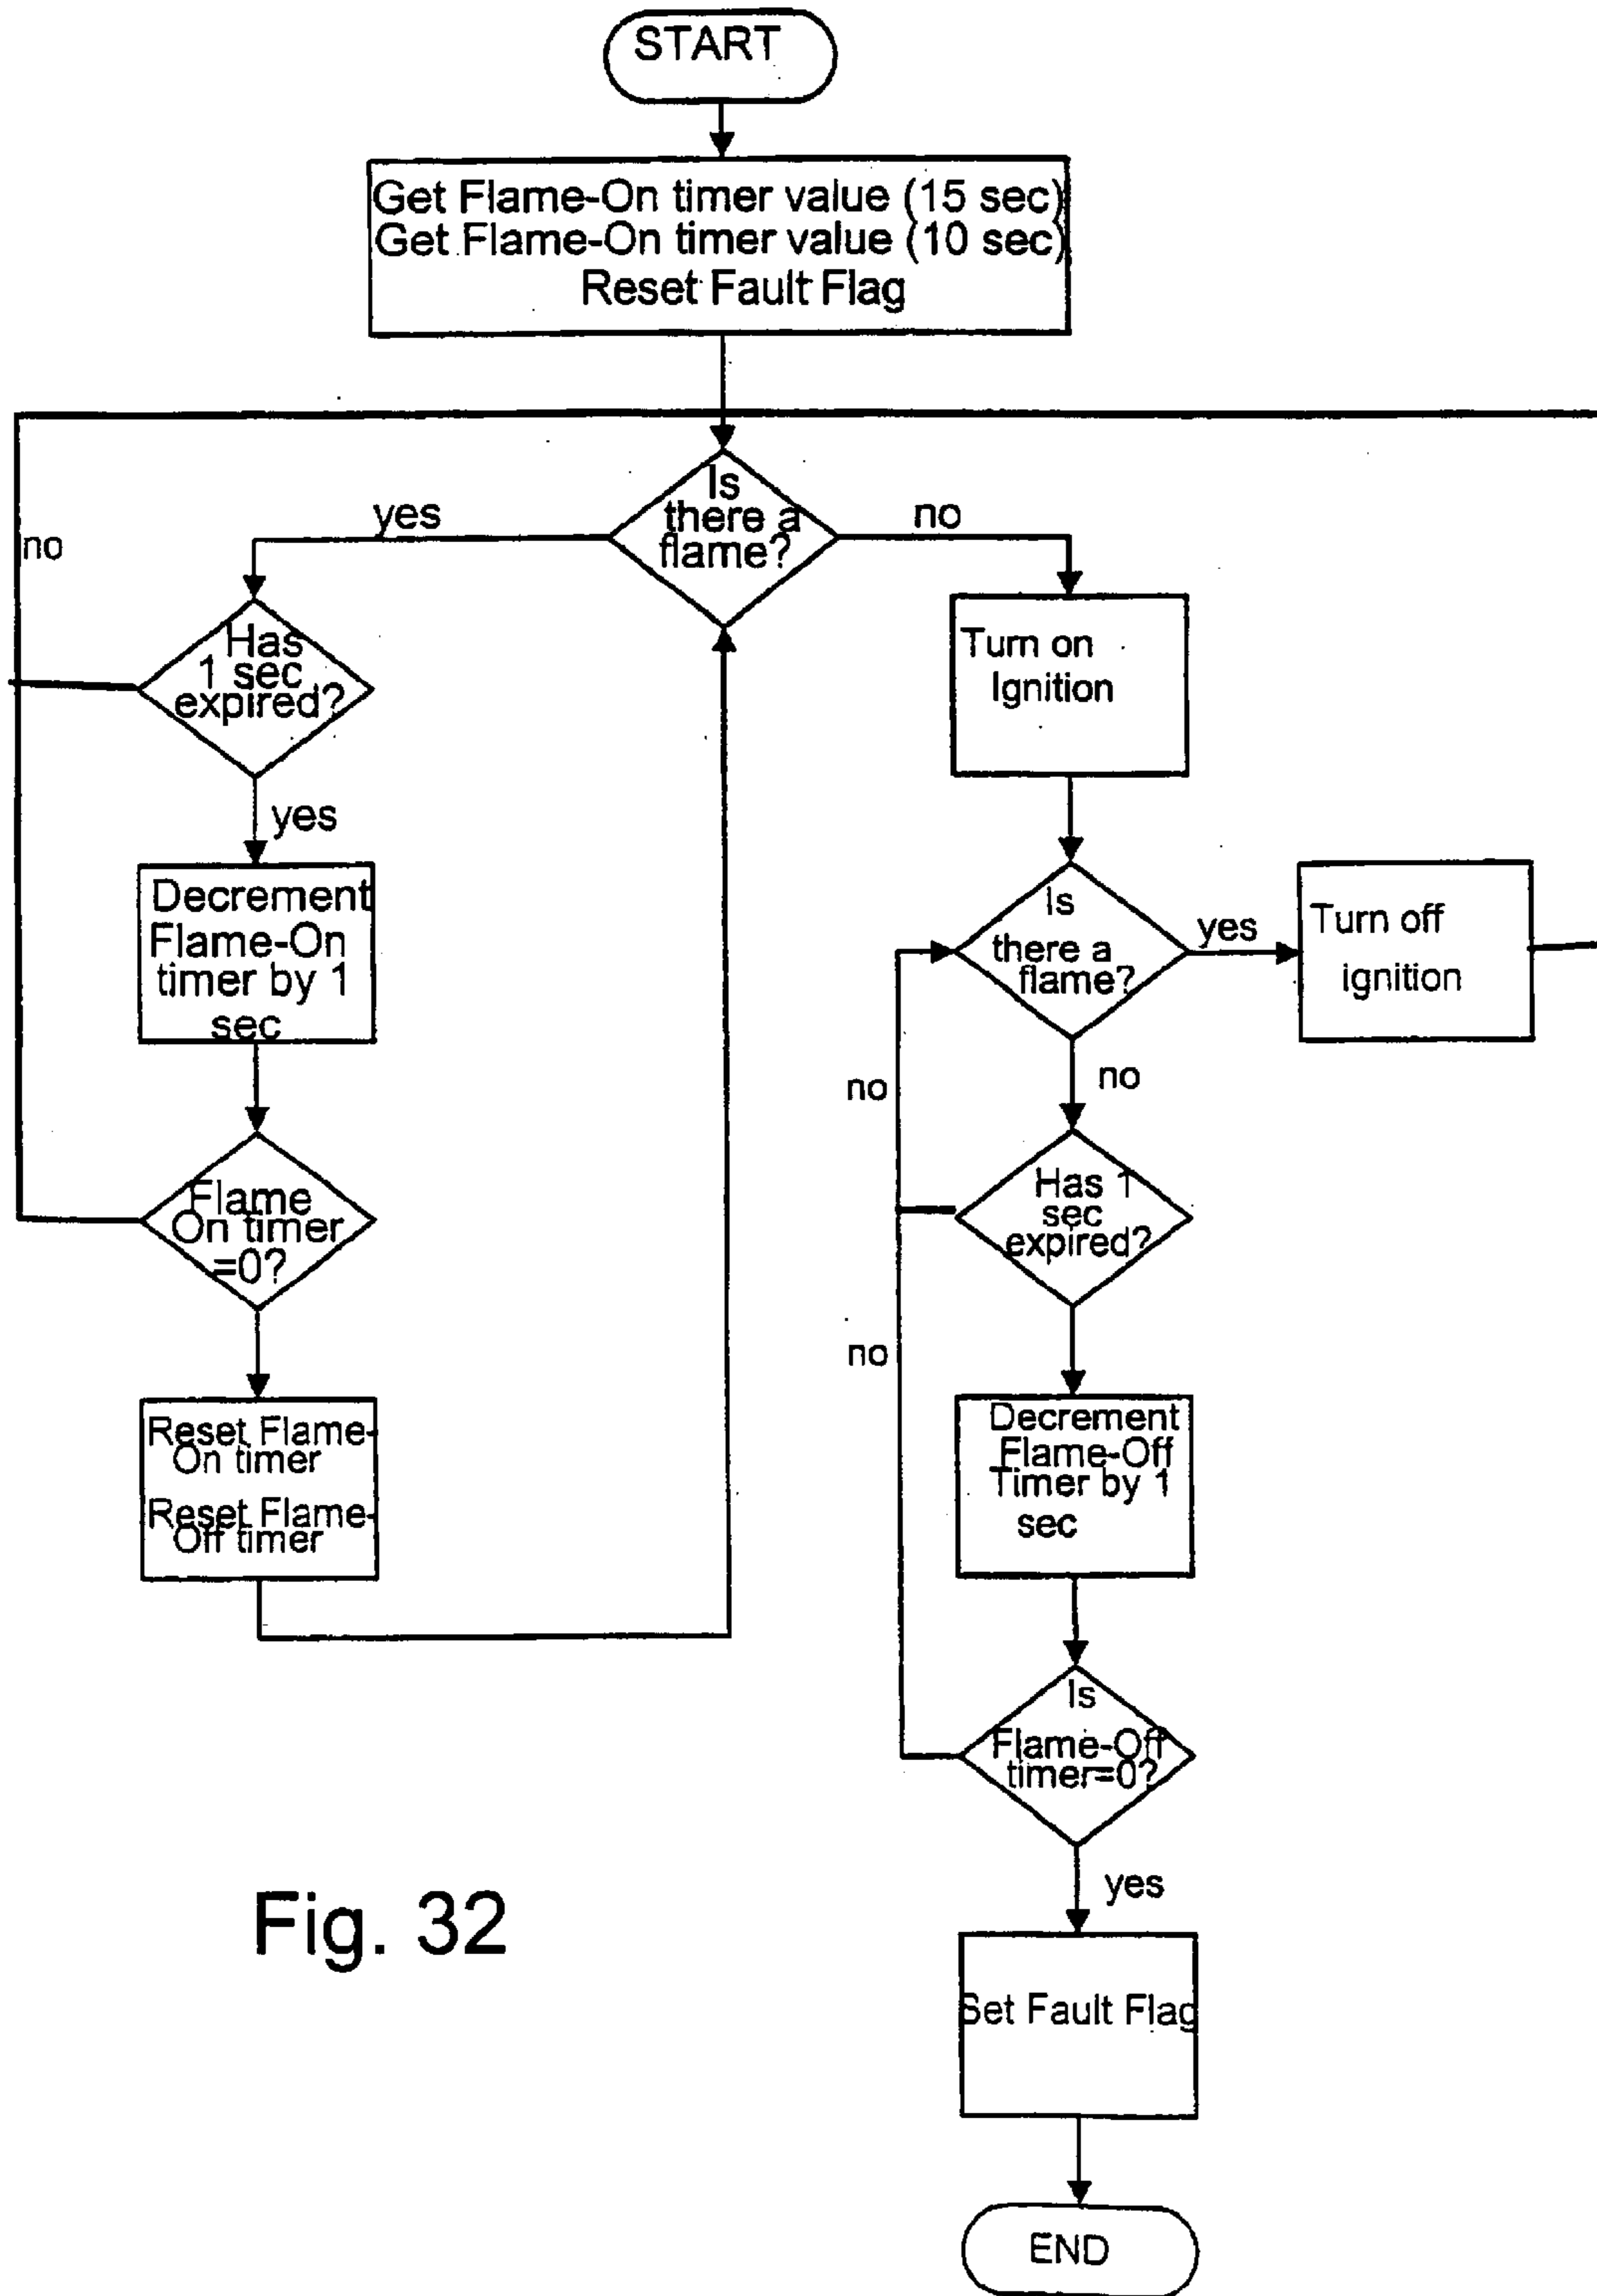 START
Get Flame-On timer value (15 sec)
Get Flame-On timer value (10 sec)
Reset Fault Flag
Is
there a
flame?
yes
no
no
Has
1 sec
expired?
yes
Decrement
Flame-On
timer by 1
sec
Flame
On timer
=0?
Reset Flame-
On timer
Reset Flame-
Off timer
Turn on
Ignition
Is
there a
flame?
yes
Turn off
ignition
no
no
Has 1
sec
expired?
no
Decrement
Flame-Off
Timer by 1
sec
Is
Flame-Off
timer=0?
yes
Set Fault Flag
END
Fig. 32